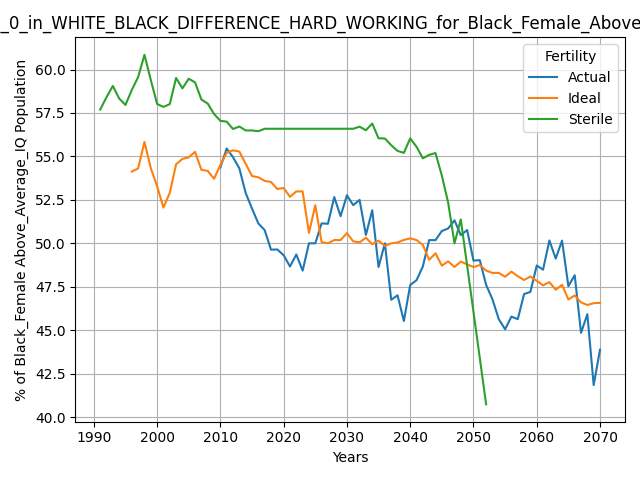 _0_in_WHITE_BLACK_DIFFERENCE_HARD_WORKING_for_Black_Female_Above
% of Black_Female Above_Average_IQ Population
60.0
57.5
55.0
52.5
50.0
47.5
45.0
42.5
40.0
Fertility
Actual
Ideal
Sterile
1990 2000 2010 2020 2030 2040 2050 2060 2070
Years